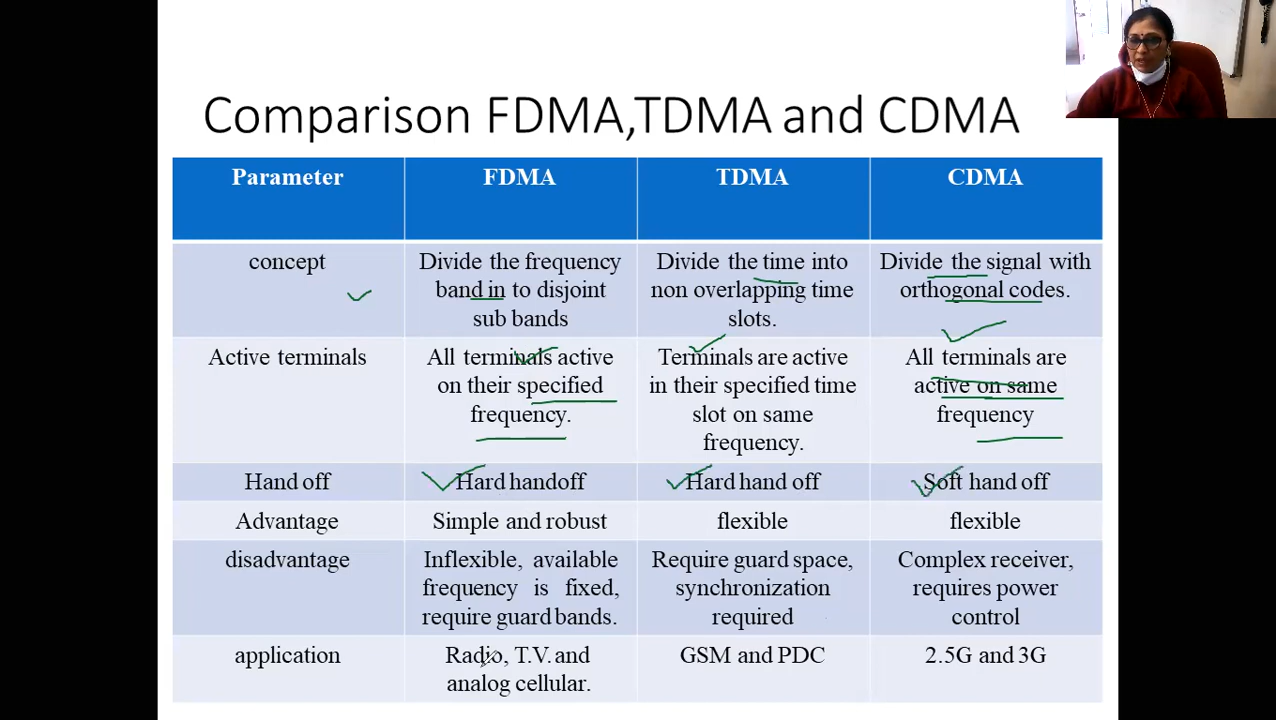 Comparison FDMA,TDMA and CDMA
Parameter FDMA TDMA CDMA
concept
Divide the frequency
band in to disjoint
sub bands
Divide the time into
non overlapping time
slots.
Divide the signal with
orthogonal codes.
Active terminals
All terminals active
on their specified
frequency.
Terminals are active
in their specified time
slot on same
frequency.
All terminals are
active on same
frequency
Hand off Hard handoff Hard hand off Soft hand off
Advantage Simple and robust flexible flexible
disadvantage
Inflexible, available
frequency is fixed,
require guard bands.
Require guard space,
synchronization
required
Complex receiver,
requires power
control
application
Radio, T.V. and
analog cellular.
GSM and PDC
2.5G and 3G